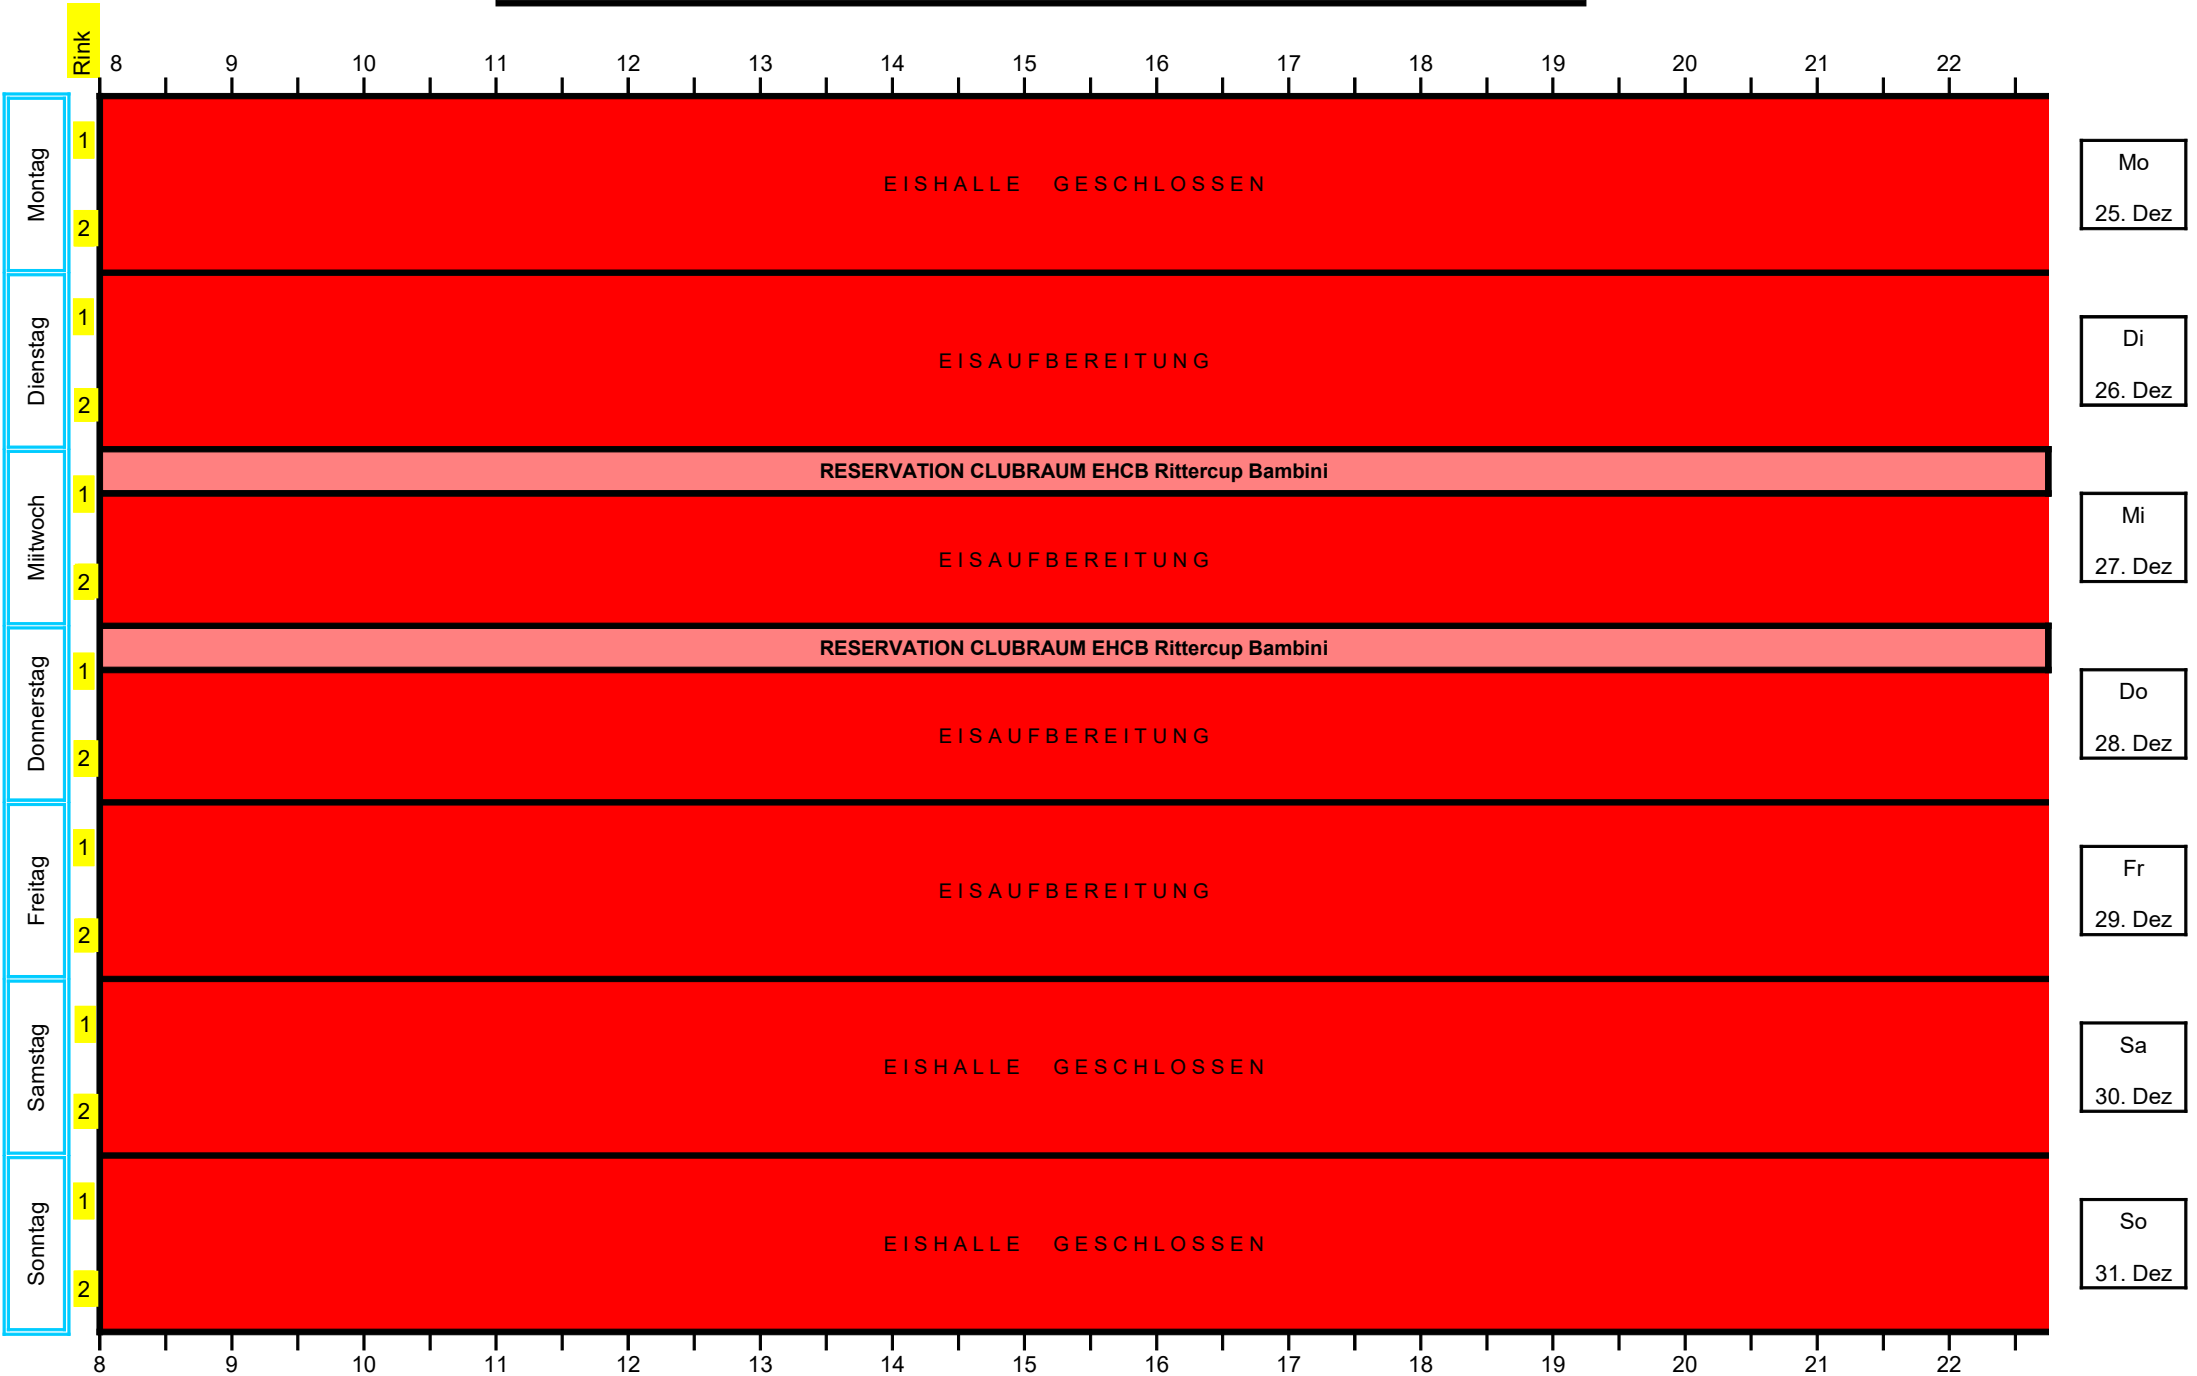 Rink
8 9 10 11 12 13 14 15 16 17 18 19 20 21 22
Montag
1
2
EISHALLE GESCHLOSSEN
Mo
25. Dez
Dienstag
1
2
EISAUFBEREITUNG
Di
26. Dez
Miitwoch
1
2
RESERVATION CLUBRAUM EHCB Rittercup Bambini
EISAUFBEREITUNG
Mi
27. Dez
Donnerstag
1
2
RESERVATION CLUBRAUM EHCB Rittercup Bambini
EISAUFBEREITUNG
Do
28. Dez
Freitag
1
2
EISAUFBEREITUNG
Fr
29. Dez
Samstag
1
2
EISHALLE GESCHLOSSEN
Sa
30. Dez
Sonntag
1
2
EISHALLE GESCHLOSSEN
So
31. Dez
8 9 10 11 12 13 14 15 16 17 18 19 20 21 22